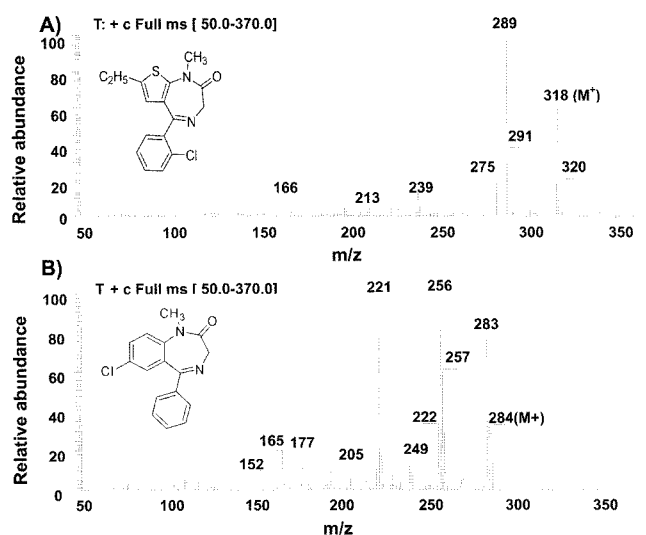 A)
T: + c Full ms [ 50.0-370.0]
Relative abundance
100
80
60
40
20
0
C2H5
S
CH3
N
O
N
Cl
289
318 (M+)
291
275
320
166
213
239
50
100
150
200
250
300
350
m/z
B)
T + c Full ms [ 50.0-370.0]
Relative abundance
100
80
60
40
20
0
CH3
N
O
Cl
N
221
256
283
257
222
284(M+)
165
177
152
205
249
50
100
150
200
250
300
350
m/z